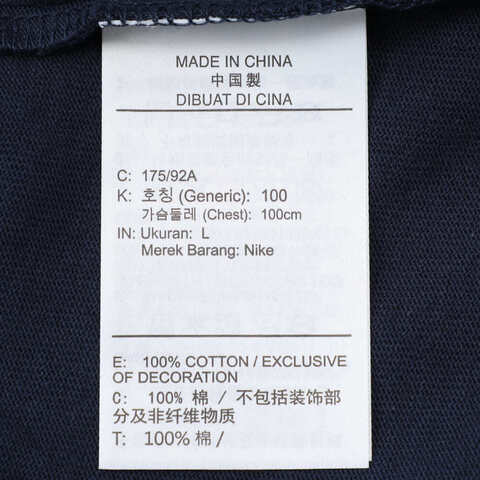 MADE IN CHINA
中国製
DIBUAT DI CINA
C: 175/92A
K: 호칭 (Generic): 100
가슴둘레 (Chest): 100cm
IN: Ukuran: L
Merek Barang: Nike
E: 100% COTTON / EXCLUSIVE
OF DECORATION
C: 100% 棉 / 不包括装饰部
分及非纤维物质
T: 100% 棉 /